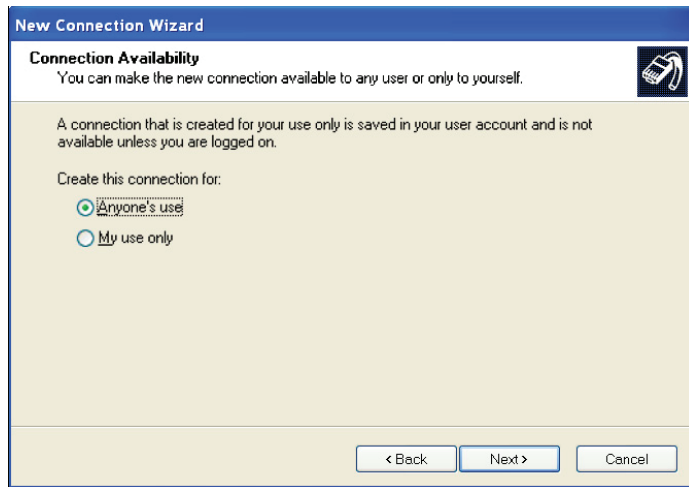 New Connection Wizard
Connection Availability
You can make the new connection available to any user or only to yourself.
A connection that is created for your use only is saved in your user account and is not
available unless you are logged on.
Create this connection for:
Anyone's use
My use only
< Back
Next >
Cancel